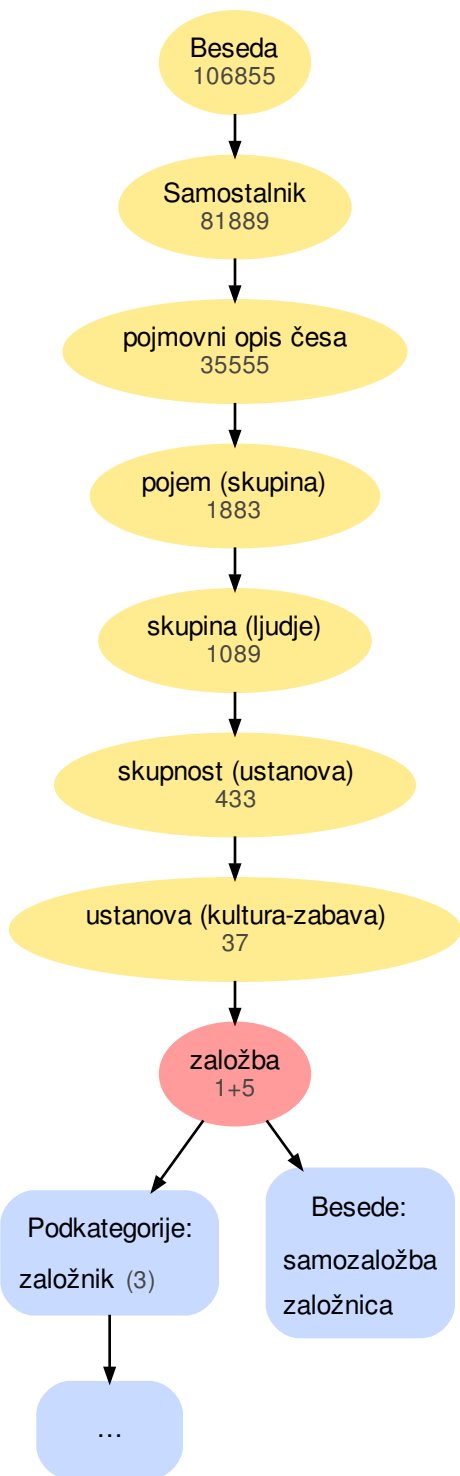 Beseda
106855
Samostalnik
81889
pojmovni opis česa
35555
pojem (skupina)
1883
skupina (ljudje)
1089
skupnost (ustanova)
433
ustanova (kultura-zabava)
37
založba
1+5
Podkategorije:
založnik (3)
Besede:
samozaložba
založnica
...